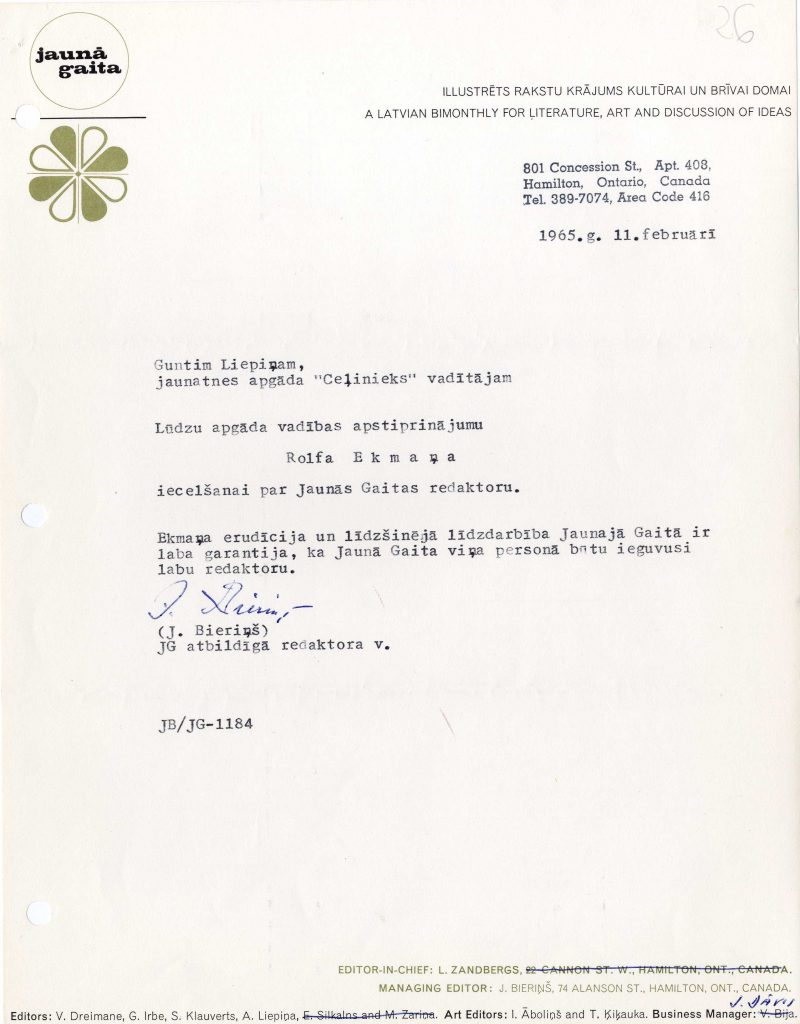 26
jaunā
gaita
ILLUSTRĒTS RAKSTU KRĀJUMS KULTŪRAI UN BRĪVAI DOMAI
A LATVIAN BIMONTHLY FOR LITERATURE, ART AND DISCUSSION OF IDEAS
801 Concession St., Apt. 408,
Hamilton, Ontario, Canada
Tel. 389-7074, Area Code 416
1965.g. 11.februārī
Guntim Liepiņam,
jaunatnes apgāda "Ceļinieks" vadītājam
Lūdzu apgāda vadības apstiprinājumu
Rolfa Ekmaņa
iecelšanai par Jaunās Gaitas redaktoru.
Ekmaņa erudīcija un līdzšinējā līdzdarbība Jaunajā Gaitā ir
laba garantija, ka Jaunā Gaita viņa personā būtu ieguvusi
labu redaktoru.
J. Bieriņš
(J. Bieriņš)
JG atbildīgā redaktora v.
JB/JG-1184
EDITOR-IN-CHIEF: L. ZANDBERGS, 22 CANNON ST. W., HAMILTON, ONT., CANADA.
MANAGING EDITOR: J. BIERIŅŠ, 74 ALANSON ST., HAMILTON, ONT., CANADA.
Editors: V. Dreimane, G. Irbe, S. Klauverts, A. Liepiņa, E. Silkalns and M. Zariņa. Art Editors: I. Āboliņš and T. Ķiķauka. Business Manager: V. Bija.